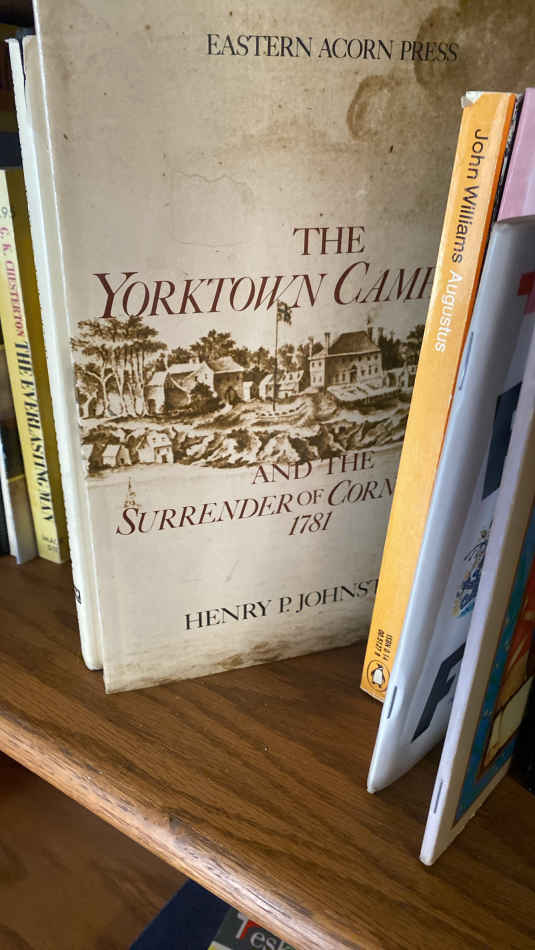 EASTERN ACORN PRESS
THE
YORKTOWN CAMP
AND THE
SURRENDER OF CORN
1781
HENRY P. JOHNST
G. K. CHESTERTON THE EVERLASTING MAN
John Williams Augustus